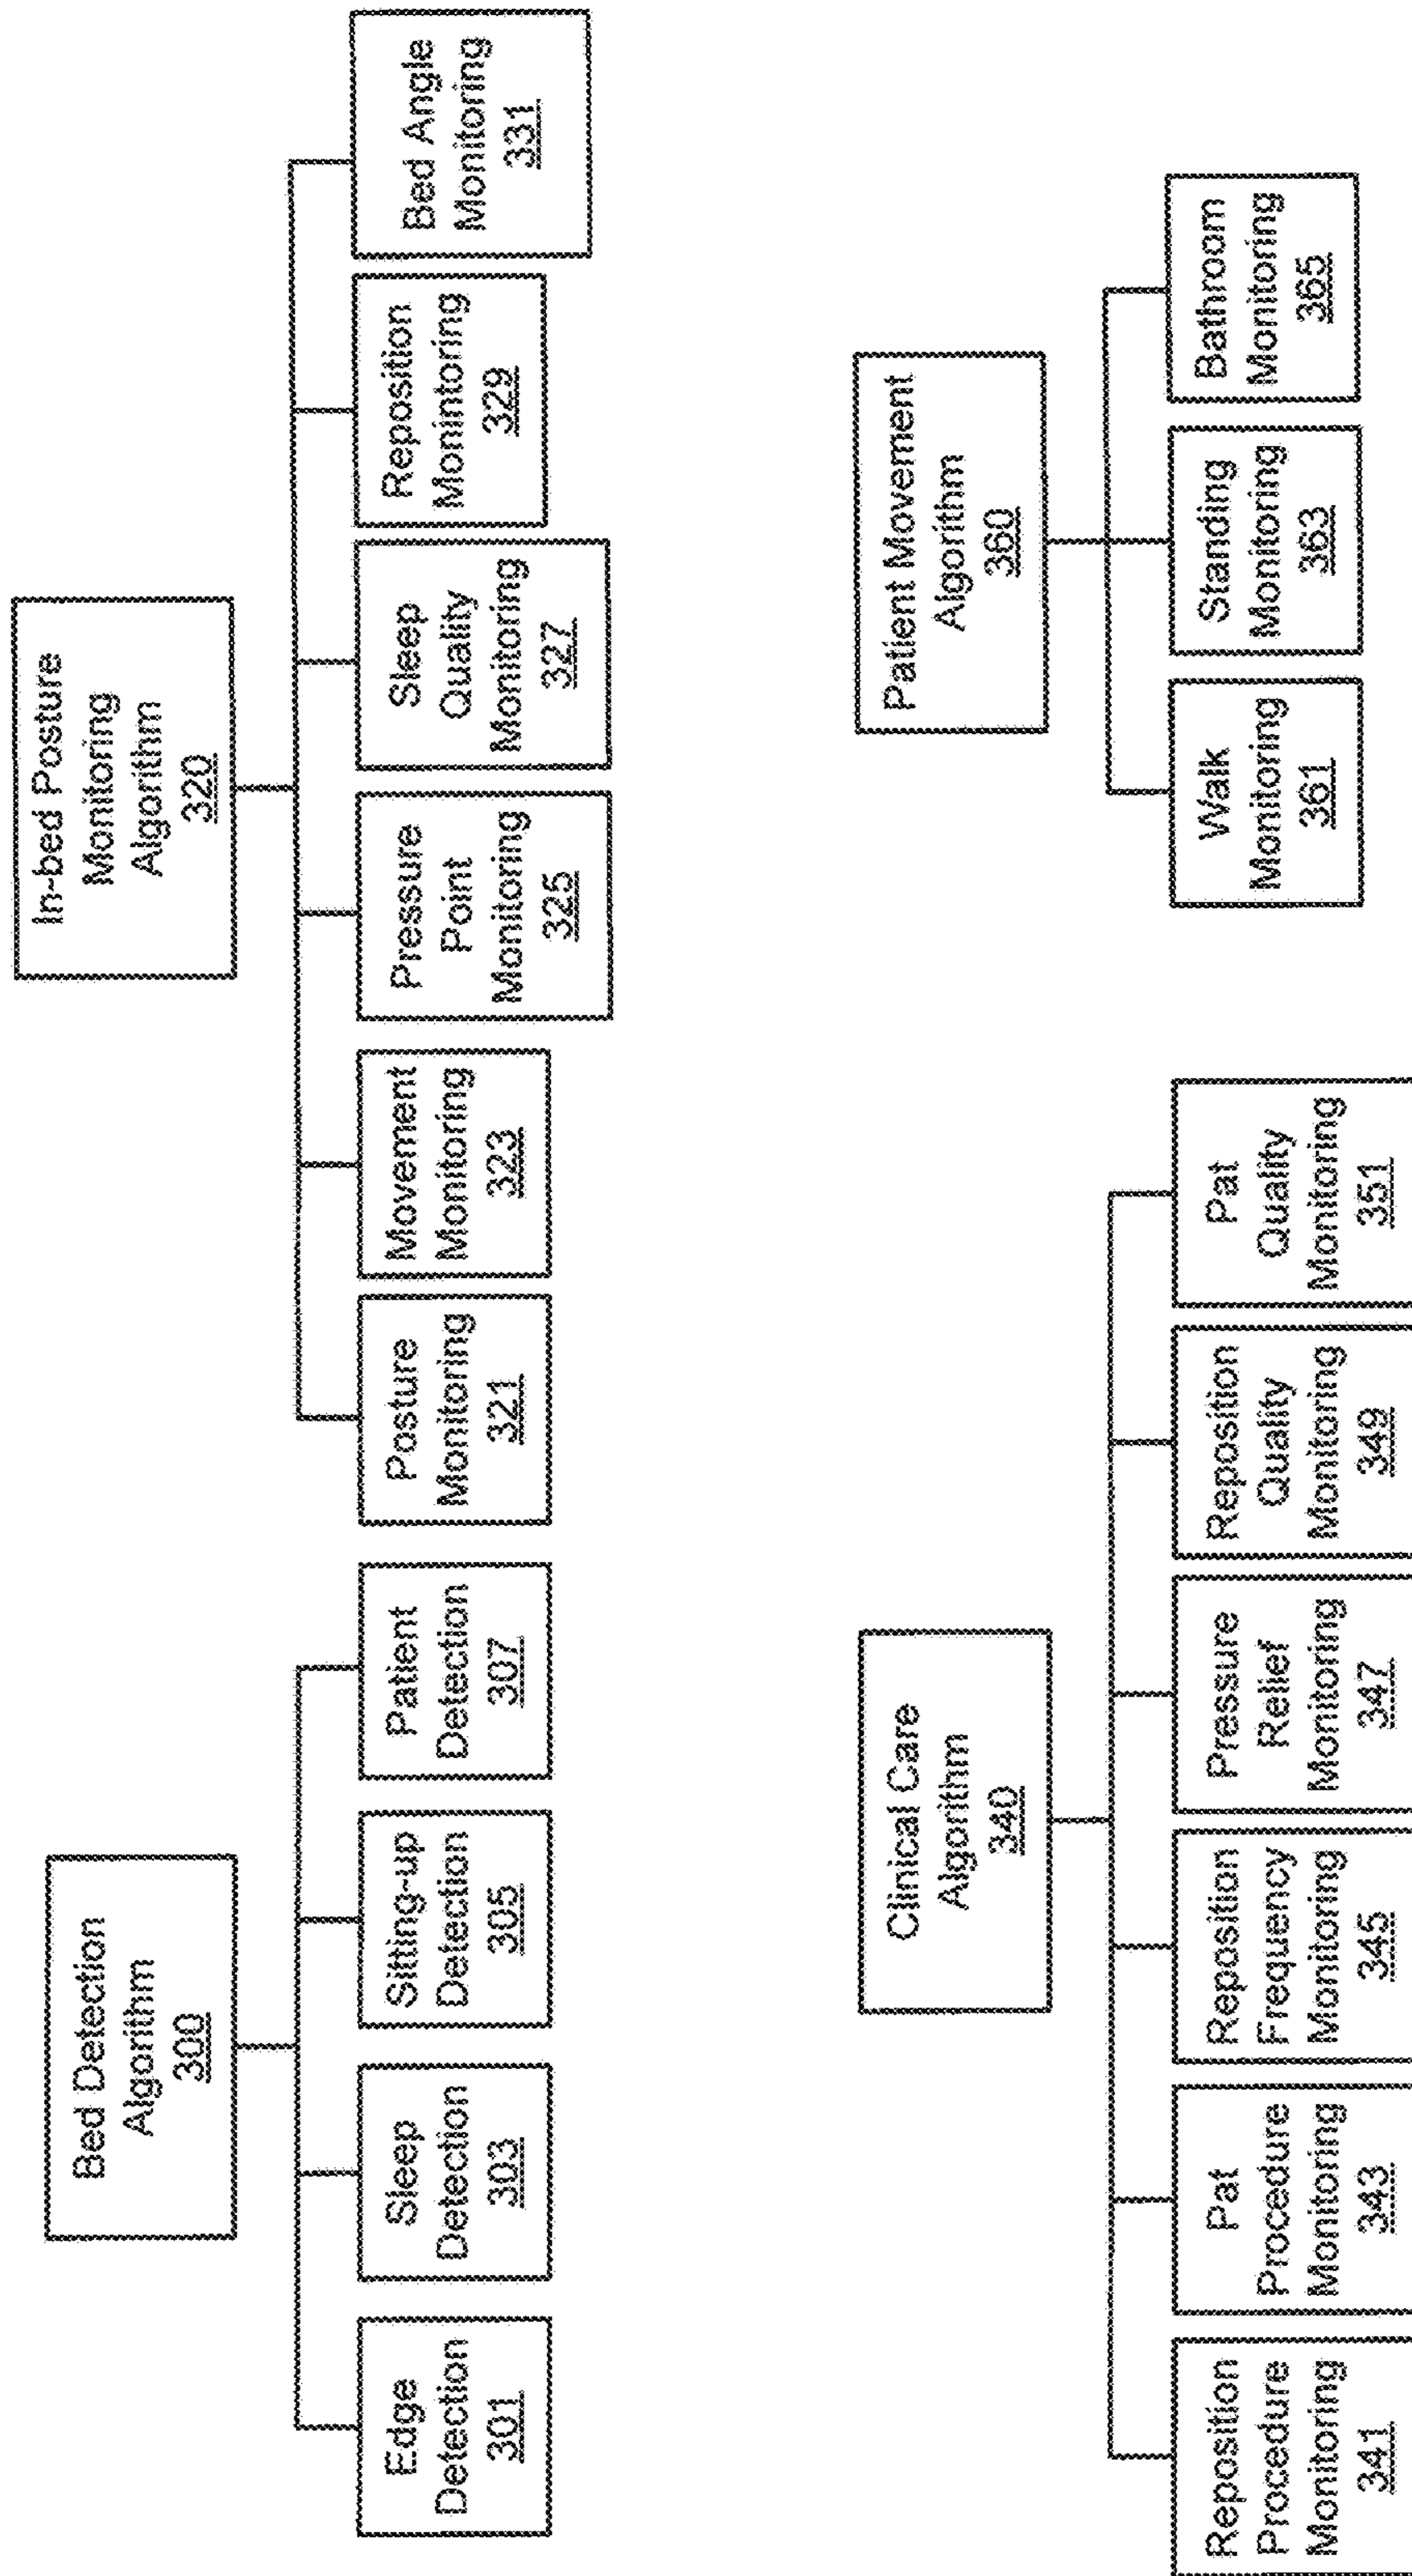 Bed Detection
Algorithm
300
Edge
Detection
301
Sleep
Detection
303
Sitting-up
Detection
305
Patient
Detection
307
In-bed Posture
Monitoring
Algorithm
320
Posture
Monitoring
321
Movement
Monitoring
323
Pressure
Point
Monitoring
325
Sleep
Quality
Monitoring
327
Reposition
Monintoring
329
Bed Angle
Monitoring
331
Clinical Care
Algorithm
340
Reposition
Procedure
Monitoring
341
Pat
Procedure
Monitoring
343
Reposition
Frequency
Monitoring
345
Pressure
Relief
Monitoring
347
Reposition
Quality
Monitoring
349
Pat
Quality
Monitoring
351
Patient Movement
Algorithm
360
Walk
Monitoring
361
Standing
Monitoring
363
Bathroom
Monitoring
365